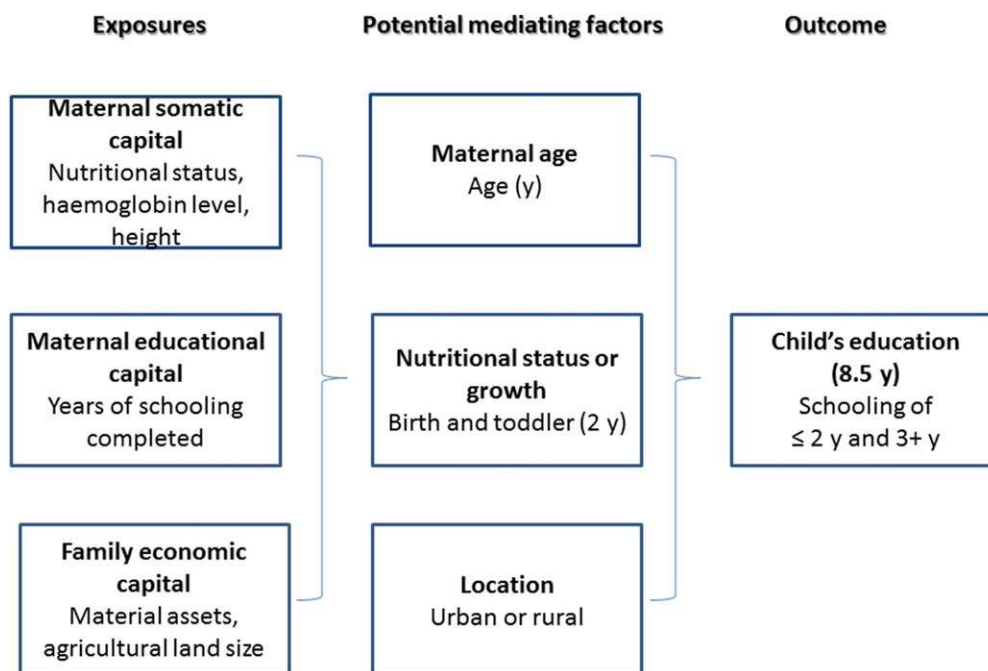 Exposures
Potential mediating factors
Outcome
Maternal somatic
capital
Nutritional status,
haemoglobin level,
height
Maternal age
Age (y)
Maternal educational
capital
Years of schooling
completed
Nutritional status or
growth
Birth and toddler (2 y)
Child’s education
(8.5 y)
Schooling of
≤ 2 y and 3+ y
Family economic
capital
Material assets,
agricultural land size
Location
Urban or rural